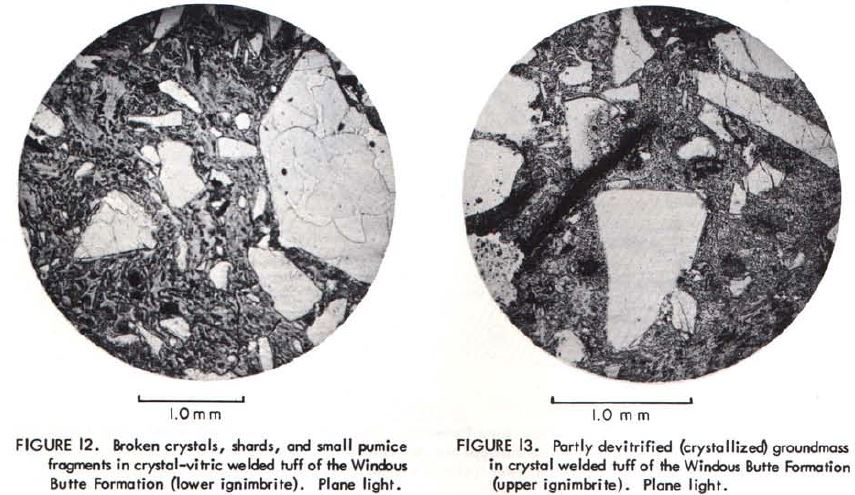 1.0 mm
FIGURE 12. Broken crystals, shards, and small pumice
fragments in crystal-vitric welded tuff of the Windous
Butte Formation (lower ignimbrite). Plane light.
1.0 mm
FIGURE 13. Partly devitrified (crystallized) groundmass
in crystal welded tuff of the Windous Butte Formation
(upper ignimbrite). Plane light.